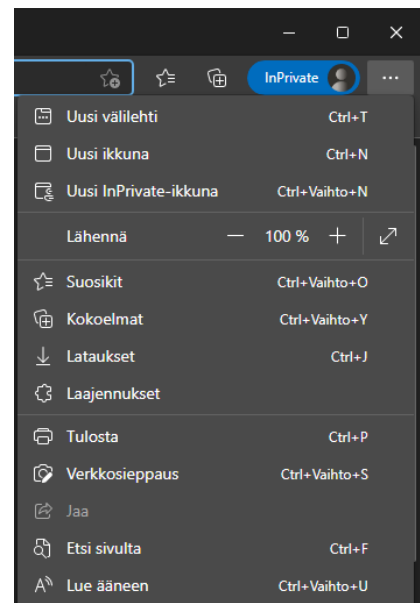 InPrivate
Uusi välilehti Ctrl+T
Uusi ikkuna Ctrl+N
Uusi InPrivate-ikkuna Ctrl+Vaihto+N
Lähennä — 100 % +
Suosikit Ctrl+Vaihto+O
Kokoelmat Ctrl+Vaihto+Y
Lataukset Ctrl+J
Laajennukset
Tulosta Ctrl+P
Verkkosieppaus Ctrl+Vaihto+S
Jaa
Etsi sivulta Ctrl+F
Lue ääneen Ctrl+Vaihto+U